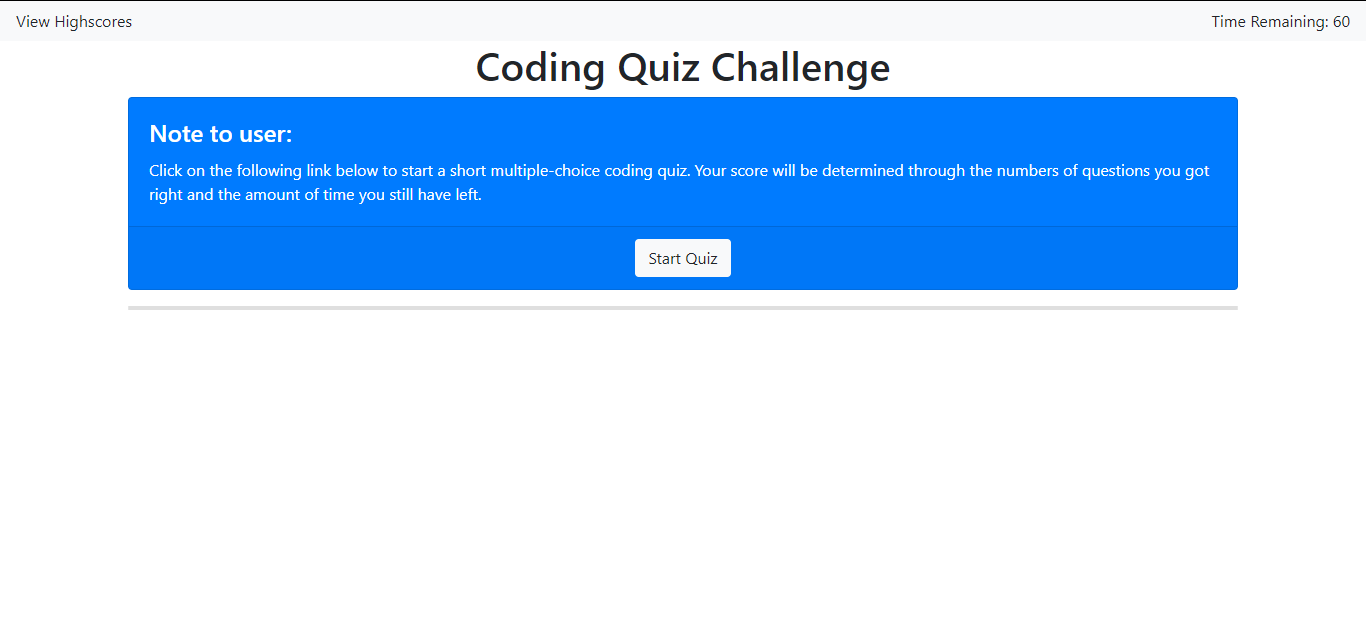 View Highscores
Time Remaining: 60
Coding Quiz Challenge
Note to user:
Click on the following link below to start a short multiple-choice coding quiz. Your score will be determined through the numbers of questions you got
right and the amount of time you still have left.
Start Quiz